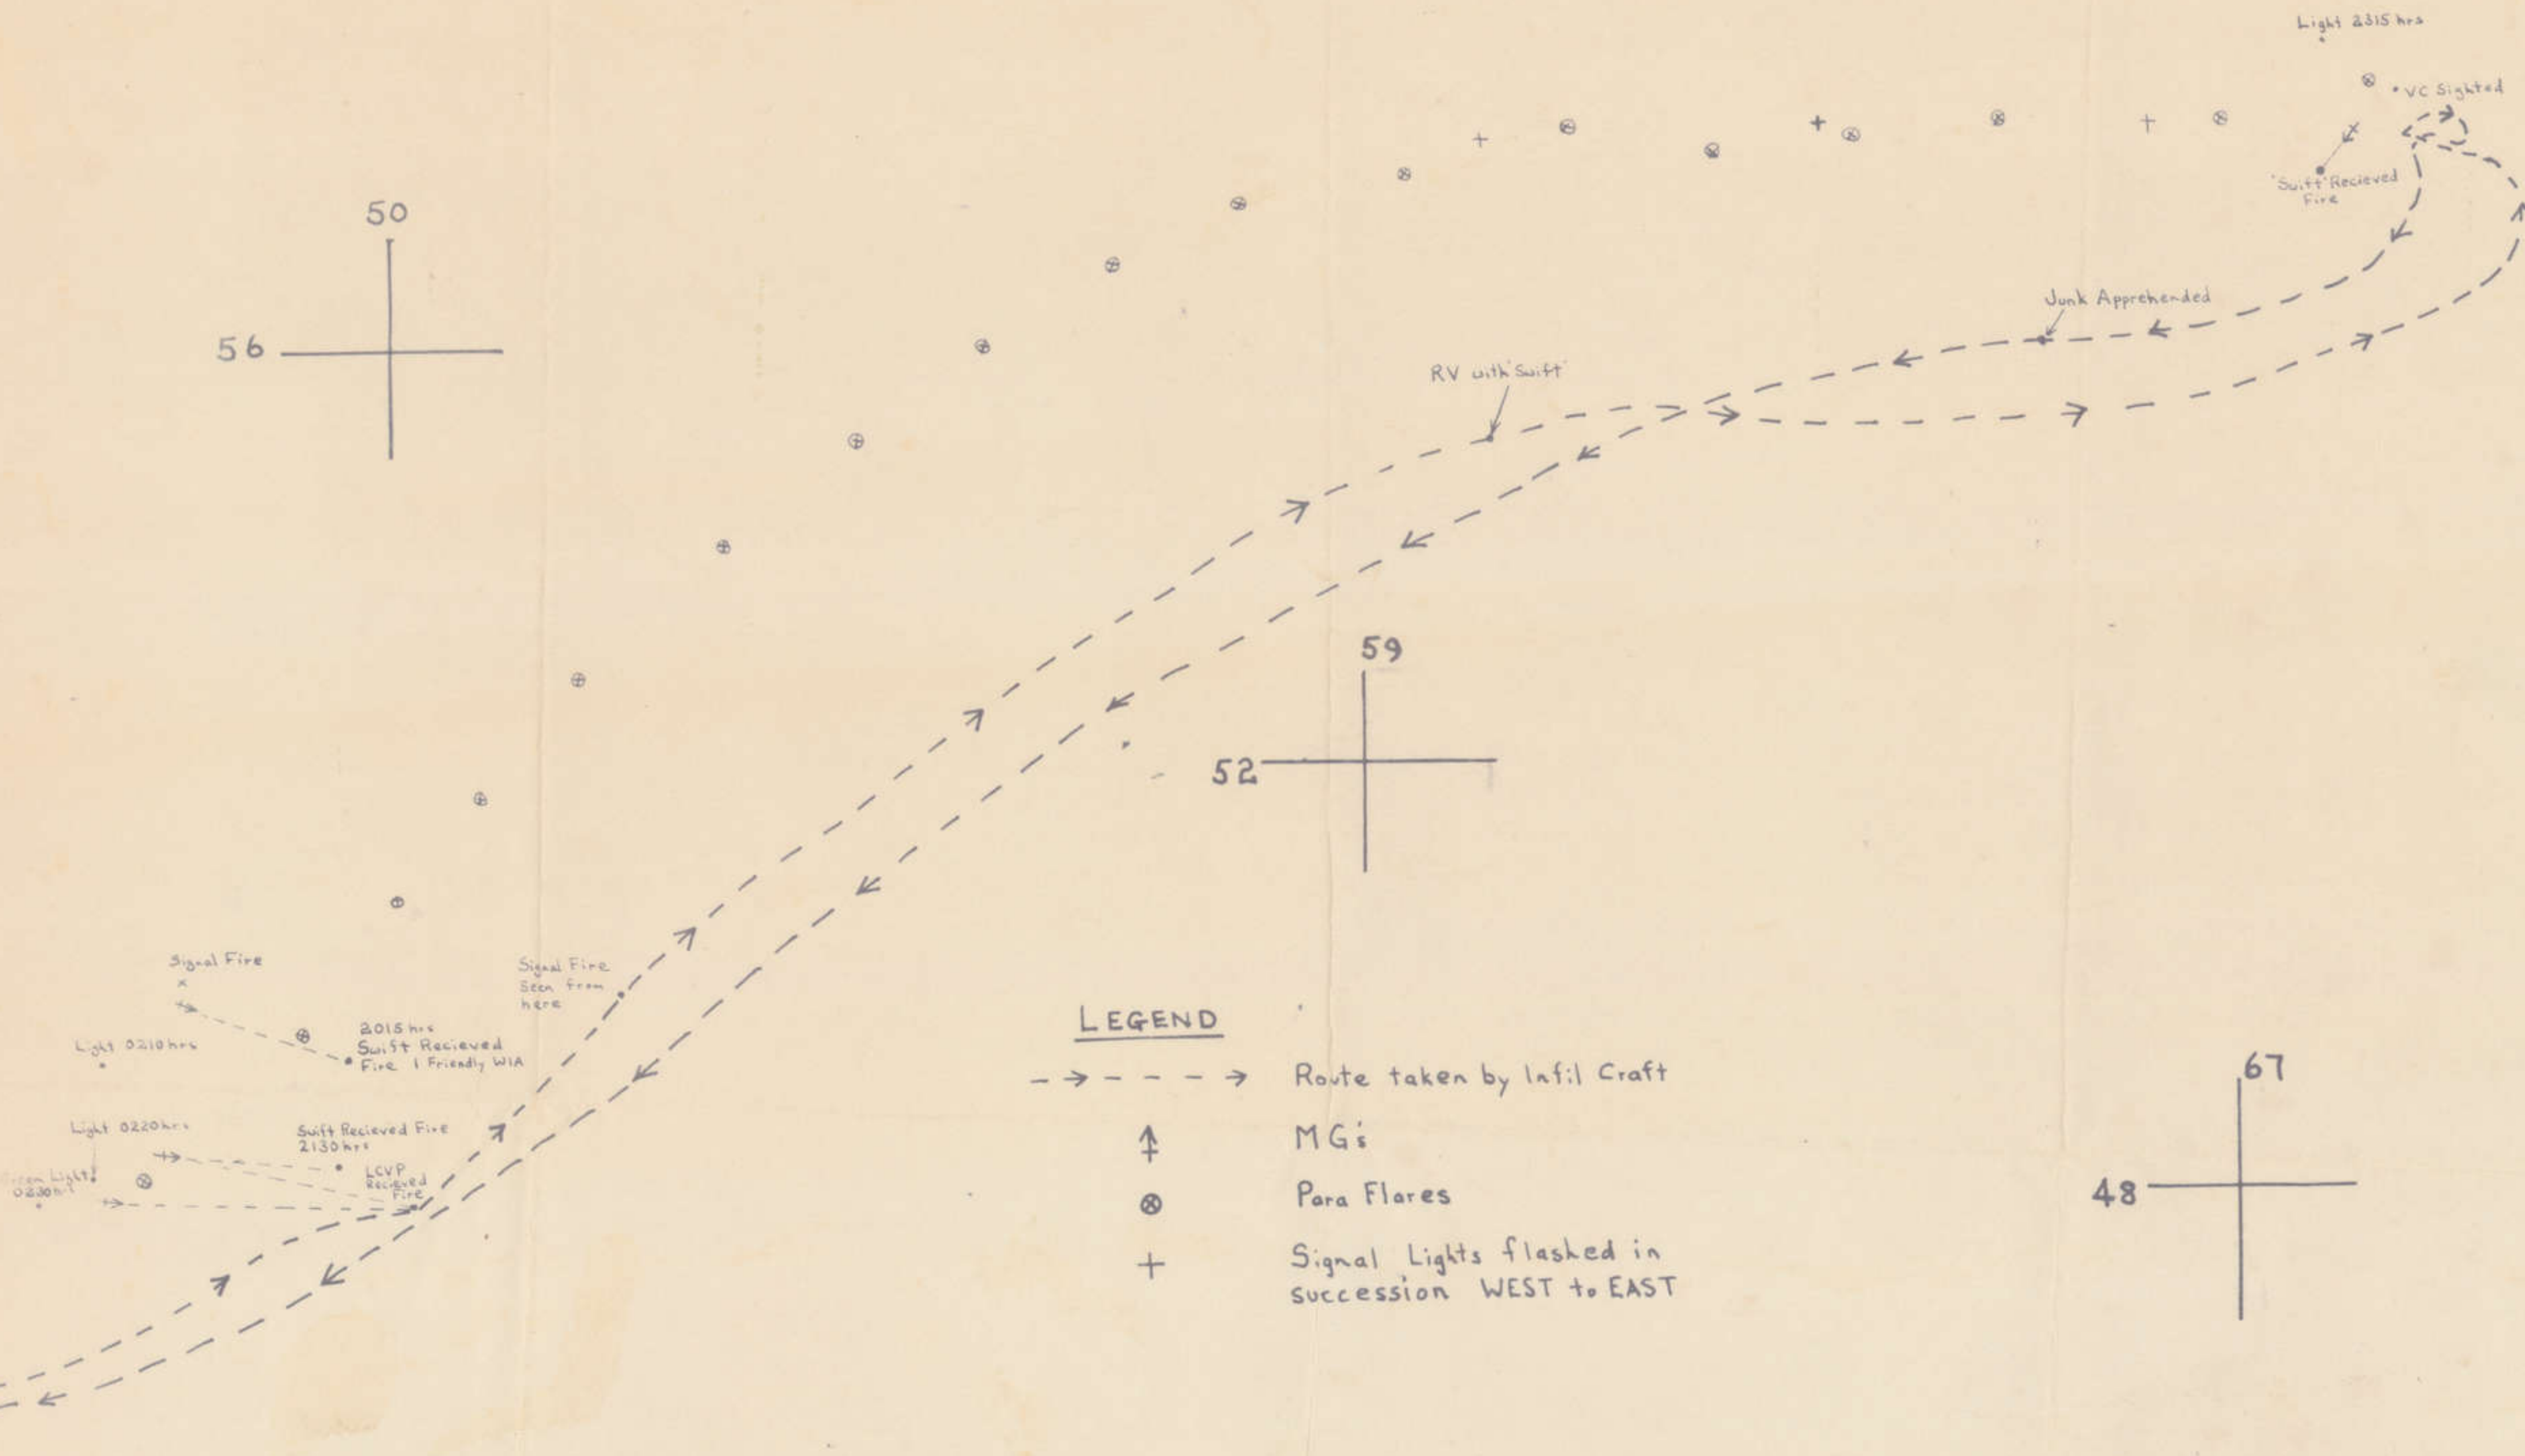 Light 2315 hrs
VC Sighted
"Swift" Recieved
Fire
50
56
Junk Apprehended
RV with "Swift"
59
52
Signal Fire
Signal Fire
Seen from
here
2015 hrs
Swift Recieved
Fire 1 Friendly WIA
Light 0210 hrs
Light 0220 hrs
Swift Recieved Fire
2130 hrs
LCVP
Recieved
Fire
Light
LEGEND
Route taken by Infil Craft
MG's
Para Flares
Signal Lights flashed in
succession WEST to EAST
67
48